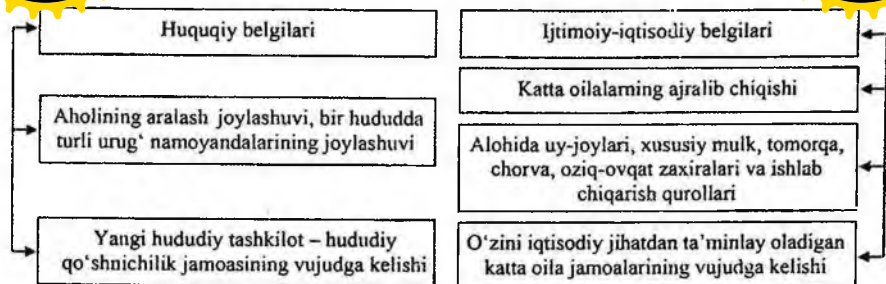 Huquqiy belgilari
Aholining aralash joylashuvi, bir hududda
turli urug‘ namoyandalarining joylashuvi
Yangi hududiy tashkilot – hududiy
qo‘shnichilik jamoasining vujudga kelishi
Ijtimoiy-iqtisodiy belgilari
Katta oilalarning ajralib chiqishi
Alohida uy-joylari, xususiy mulk, tomorqa,
chorva, oziq-ovqat zaxiralari va ishlab
chiqarish qurollari
O‘zini iqtisodiy jihatdan ta’minlay oladigan
katta oila jamoalarining vujudga kelishi